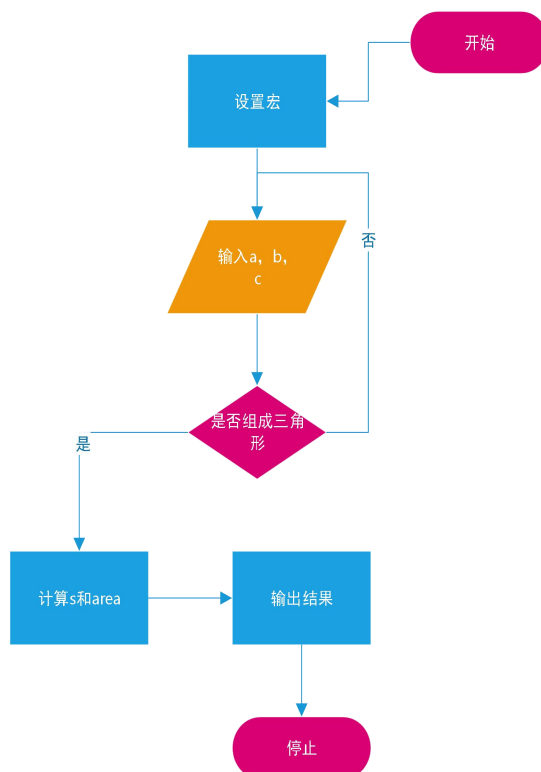 开始
设置宏
否
输入a，b，
c
是否组成三角
形
是
计算s和area
输出结果
停止